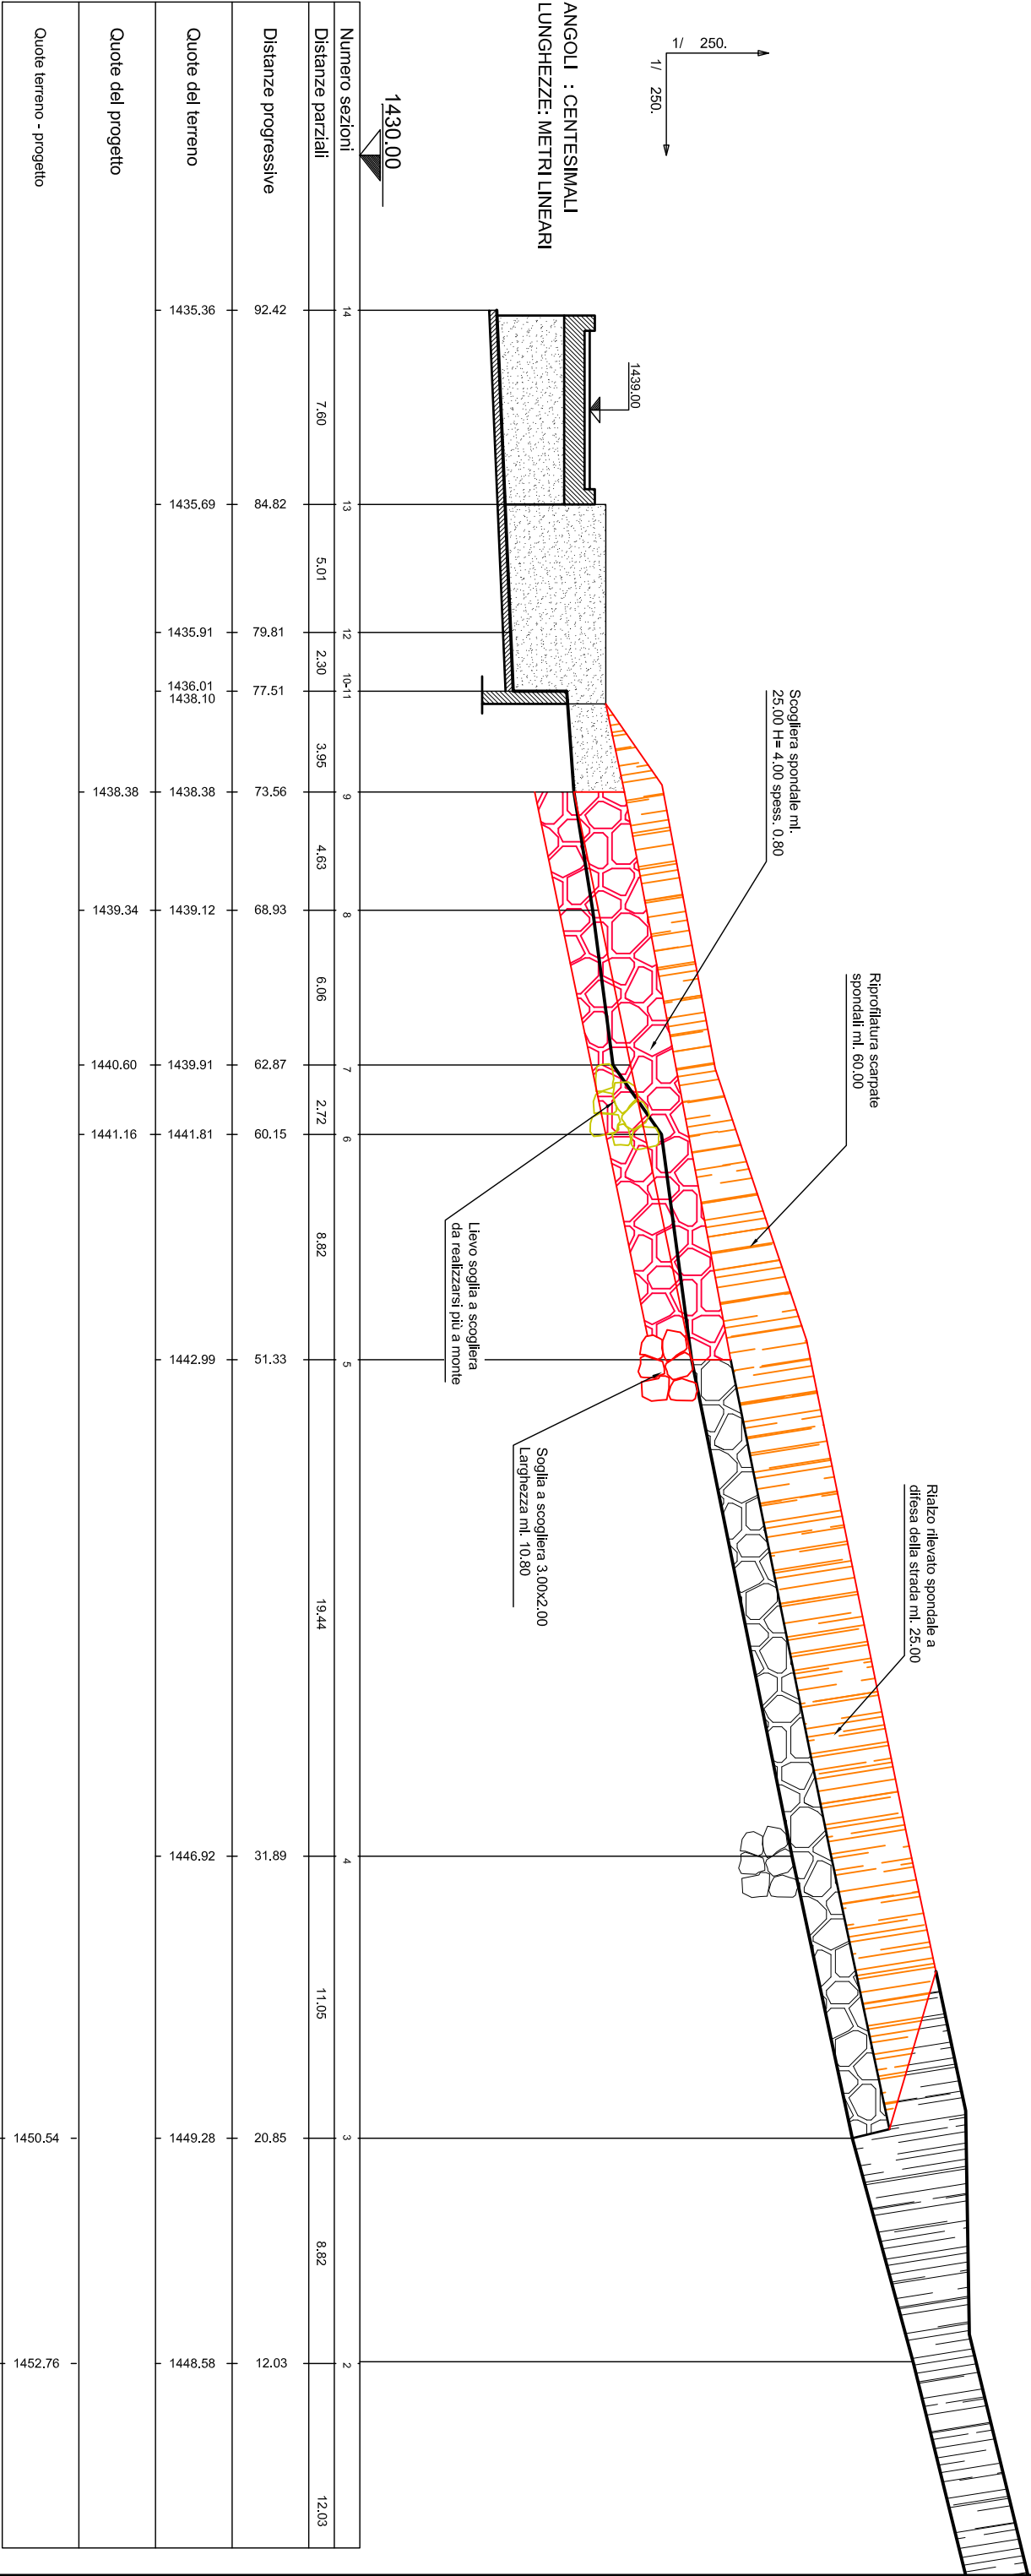 1/ 250.
1/ 250.
ANGOLI : CENTESIMALI
LUNGHEZZE: METRI LINEARI
1439.00
Scogliera spondale ml.
25.00 H= 4.00 spess. 0.80
Riprofilatura scarpate
spondali ml. 60.00
Rialzo rilevato spondale a
difesa della strada ml. 25.00
Lievo soglia a scogliera
da realizzarsi più a monte
Soglia a scogliera 3.00x2.00
Larghezza ml. 10.80
1430.00
Numero sezioni 14 13 12 10-11 9 8 7 6 5 4 3 2
Distanze parziali 7.60 5.01 2.30 3.95 4.63 6.06 2.72 8.82 19.44 11.05 8.82 12.03
Distanze progressive 92.42 84.82 79.81 77.51 73.56 68.93 62.87 60.15 51.33 31.89 20.85 12.03
Quote del terreno 1435.36 1435.69 1435.91 1436.01 1438.10 1438.38 1439.12 1439.91 1441.81 1442.99 1446.92 1449.28 1448.58
Quote del progetto 1438.38 1439.34 1440.60 1441.16
Quote terreno - progetto 1450.54 1452.76